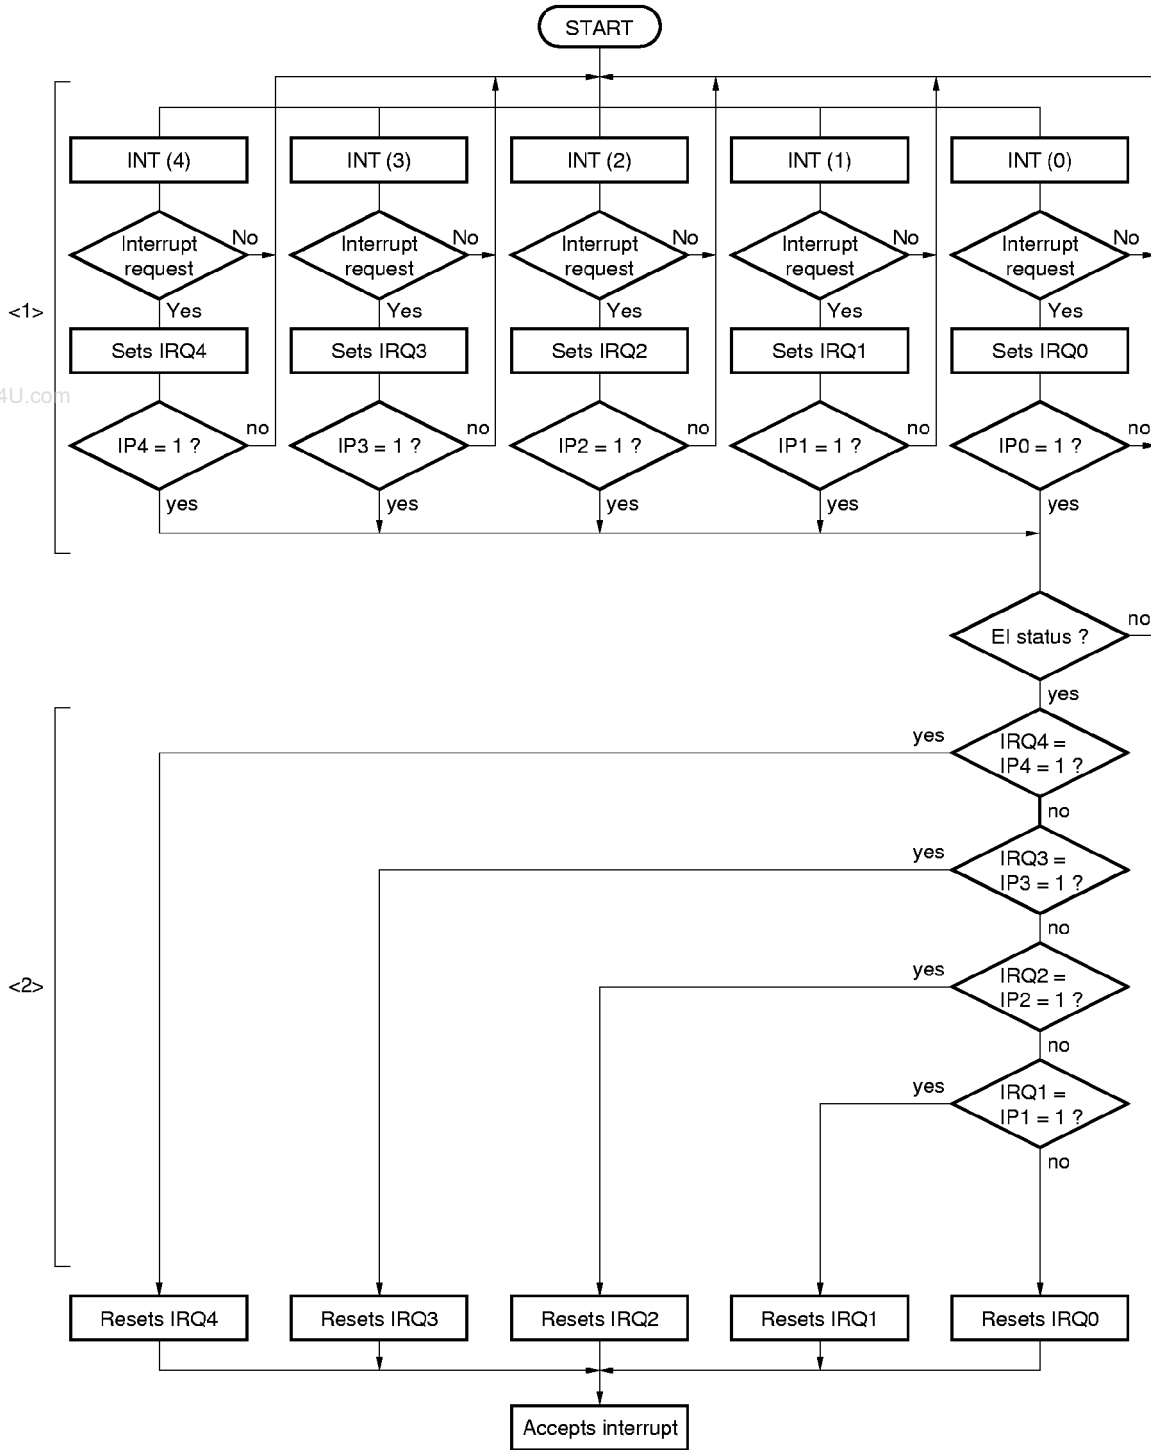 START
INT (4)
INT (3)
INT (2)
INT (1)
INT (0)
Interrupt
request
No
Interrupt
request
No
Interrupt
request
No
Interrupt
request
No
Interrupt
request
No
Yes
Yes
Yes
Yes
Yes
<1>
Sets IRQ4
Sets IRQ3
Sets IRQ2
Sets IRQ1
Sets IRQ0
4U.com
IP4 = 1 ?
no
IP3 = 1 ?
no
IP2 = 1 ?
no
IP1 = 1 ?
no
IP0 = 1 ?
no
yes
yes
yes
yes
yes
EI status ?
no
yes
yes
IRQ4 =
IP4 = 1 ?
no
yes
IRQ3 =
IP3 = 1 ?
no
<2>
yes
IRQ2 =
IP2 = 1 ?
no
yes
IRQ1 =
IP1 = 1 ?
no
Resets IRQ4
Resets IRQ3
Resets IRQ2
Resets IRQ1
Resets IRQ0
Accepts interrupt